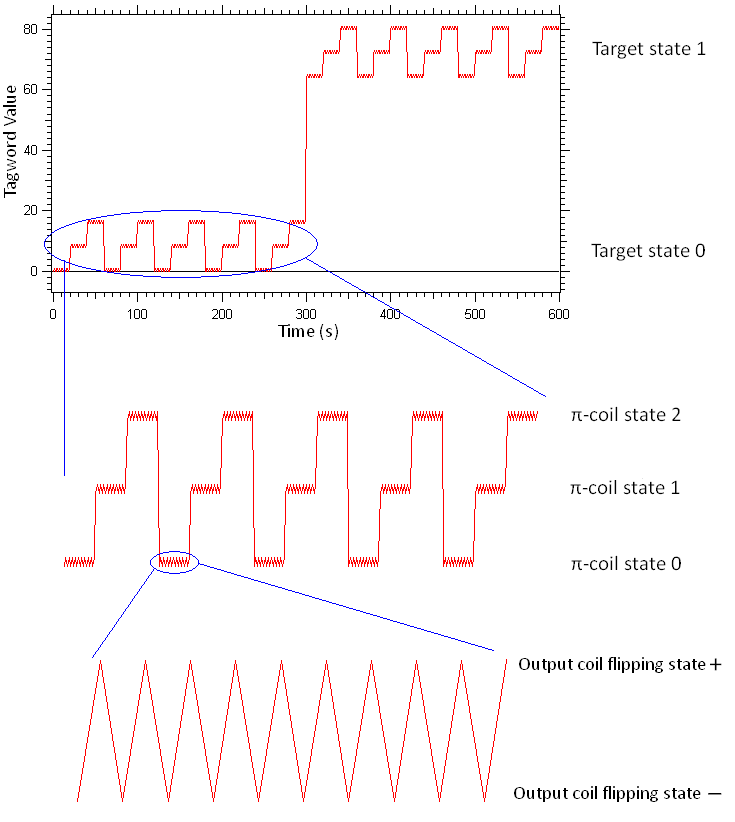 80
60
40
20
0
Tagword Value
0 100 200 300 400 500 600
Time (s)
Target state 1
Target state 0
π-coil state 2
π-coil state 1
π-coil state 0
Output coil flipping state +
Output coil flipping state —